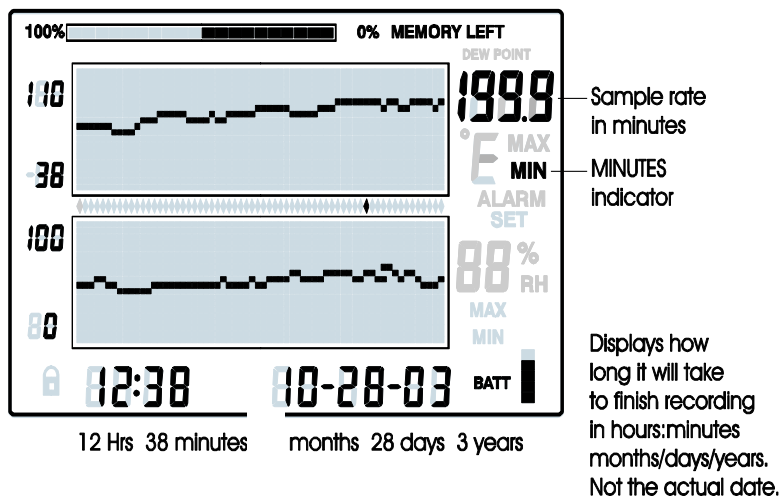 100% 0% MEMORY LEFT
DEW POINT
110
199.9
Sample rate
in minutes
°E MAX
-38
MIN
MINUTES
indicator
ALARM
SET
100
88 % RH
MAX
MIN
80
Displays how
long it will take
to finish recording
in hours:minutes
months/days/years.
Not the actual date.
12:38 10-28-03 BATT
12 Hrs 38 minutes months 28 days 3 years